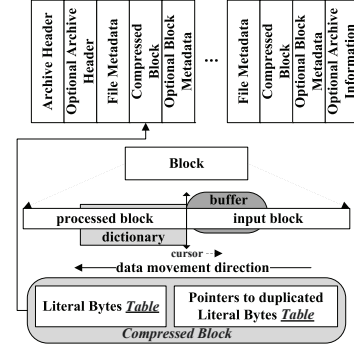 Archive Header
Optional Archive
Header
File Metadata
Compressed
Block
Optional Block
Metadata
...
File Metadata
Compressed
Block
Optional Block
Metadata
Optional Archive
Information
Block
buffer
processed block
input block
dictionary
cursor
data movement direction
Literal Bytes Table
Pointers to duplicated
Literal Bytes Table
Compressed Block